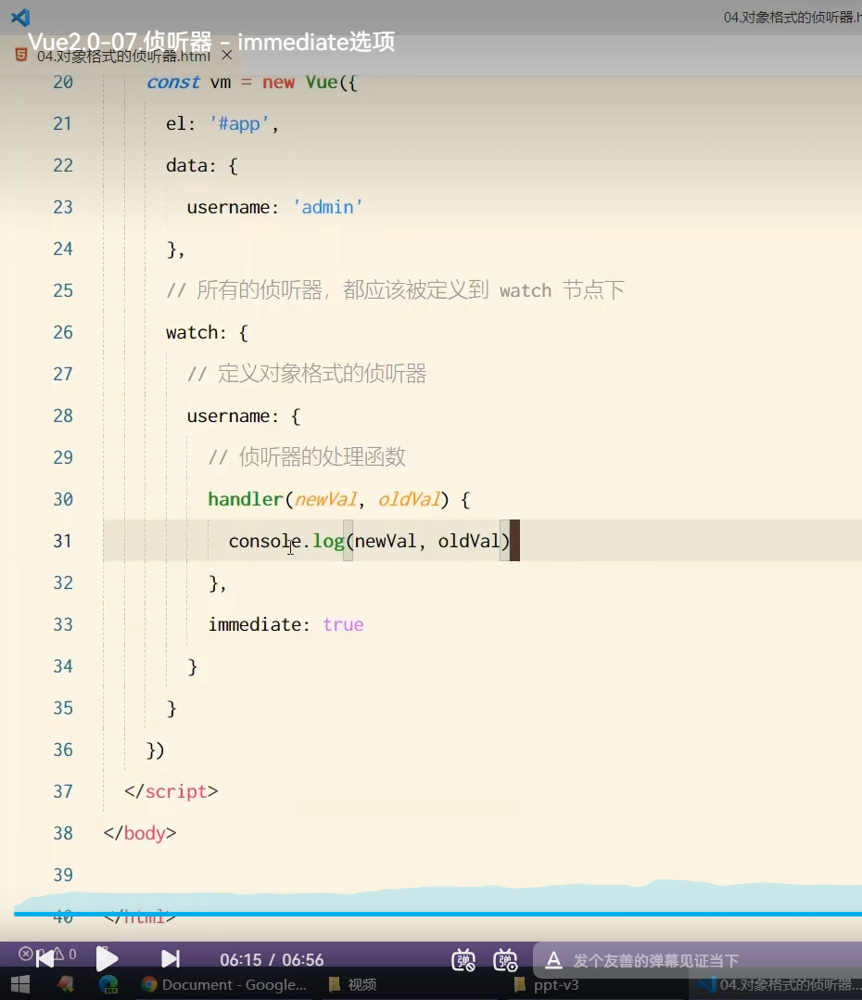 04.对象格式的侦听器.h
Vue2.0-07.侦听器 - immediate选项
04.对象格式的侦听器.html ×
20 const vm = new Vue({
21 el: '#app',
22 data: {
23 username: 'admin'
24 },
25 // 所有的侦听器，都应该被定义到 watch 节点下
26 watch: {
27 // 定义对象格式的侦听器
28 username: {
29 // 侦听器的处理函数
30 handler(newVal, oldVal) {
31 console.log(newVal, oldVal)
32 },
33 immediate: true
34 }
35 }
36 })
37 </script>
38 </body>
39
40 </html>
0 0
06:15 / 06:56
弹 弹 A 发个友善的弹幕见证当下
DEV Document - Google... 视频 ppt-v3 04.对象格式的侦听器...